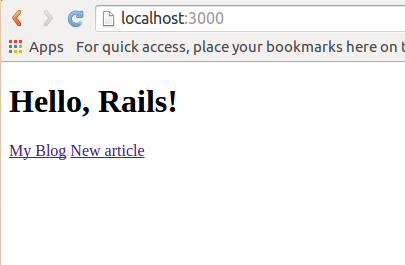 localhost:3000
Apps For quick access, place your bookmarks here on
Hello, Rails!
My Blog New article